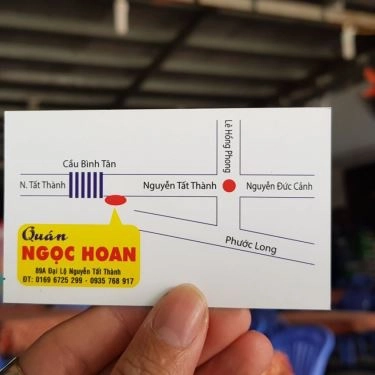 Lê Hồng Phong
Cầu Bình Tân
N. Tất Thành
Nguyễn Tất Thành
Nguyễn Đức Cảnh
Phước Long
Quán
NGỌC HOAN
89A Đại Lộ Nguyễn Tất Thành
ĐT: 0169 6725 299 - 0935 768 917